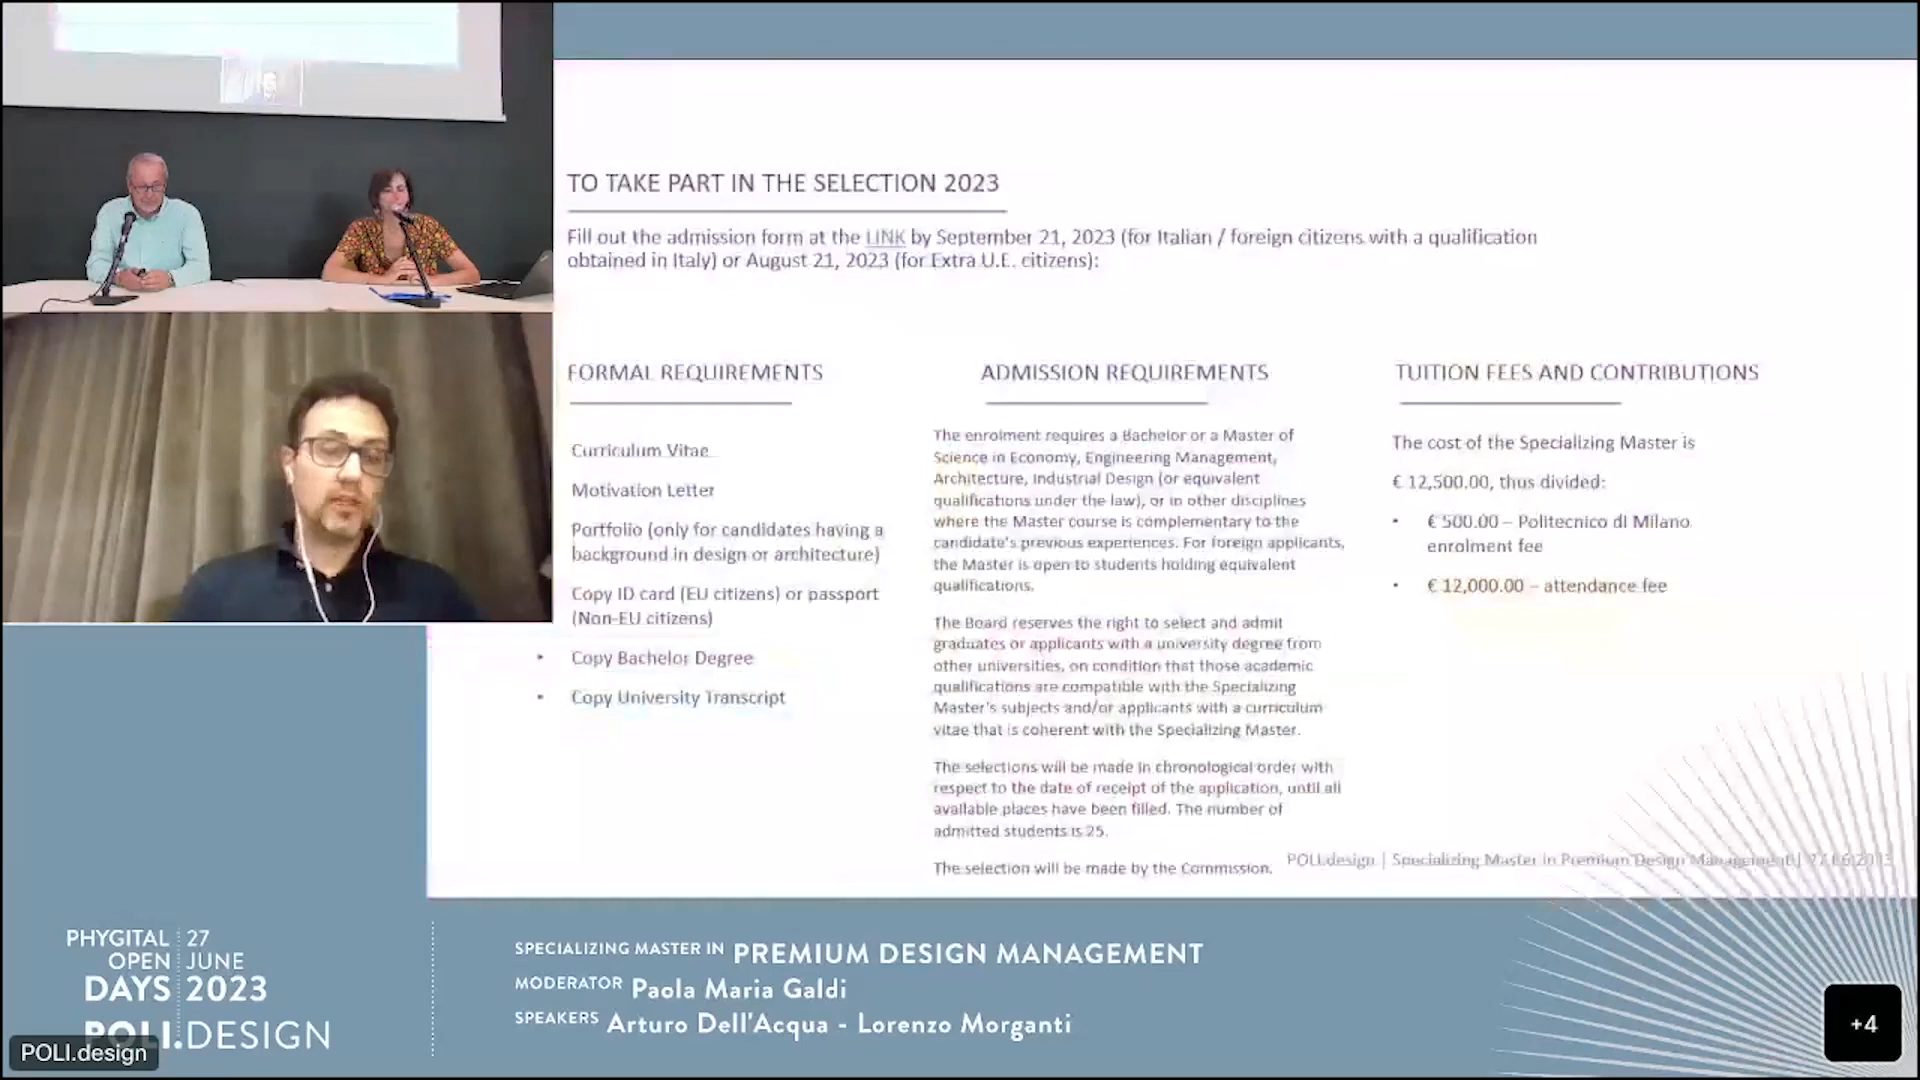 TO TAKE PART IN THE SELECTION 2023
Fill out the admission form at the LINK by September 21, 2023 (for Italian / foreign citizens with a qualification
obtained in Italy) or August 21, 2023 (for Extra U.E. citizens):
FORMAL REQUIREMENTS
Curriculum Vitae
Motivation Letter
Portfolio (only for candidates having a
background in design or architecture)
Copy ID card (EU citizens) or passport
(Non-EU citizens)
• Copy Bachelor Degree
• Copy University Transcript
ADMISSION REQUIREMENTS
The enrolment requires a Bachelor or a Master of
Science in Economy, Engineering Management,
Architecture, Industrial Design (or equivalent
qualifications under the law), or in other disciplines
where the Master course is complementary to the
candidate's previous experiences. For foreign applicants,
the Master is open to students holding equivalent
qualifications.
The Board reserves the right to select and admit
graduates or applicants with a university degree from
other universities, on condition that those academic
qualifications are compatible with the Specializing
Master's subjects and/or applicants with a curriculum
vitae that is coherent with the Specializing Master.
The selections will be made in chronological order with
respect to the date of receipt of the application, until all
available places have been filled. The number of
admitted students is 25.
The selection will be made by the Commission.
TUITION FEES AND CONTRIBUTIONS
The cost of the Specializing Master is
€ 12,500.00, thus divided:
• € 500.00 – Politecnico di Milano
enrolment fee
• € 12,000.00 – attendance fee
POLI.design | Specializing Master in Premium Design Management |
PHYGITAL 27
OPEN JUNE
DAYS 2023
POLI.DESIGN
POLI.design
SPECIALIZING MASTER IN PREMIUM DESIGN MANAGEMENT
MODERATOR Paola Maria Galdi
SPEAKERS Arturo Dell'Acqua - Lorenzo Morganti
+4